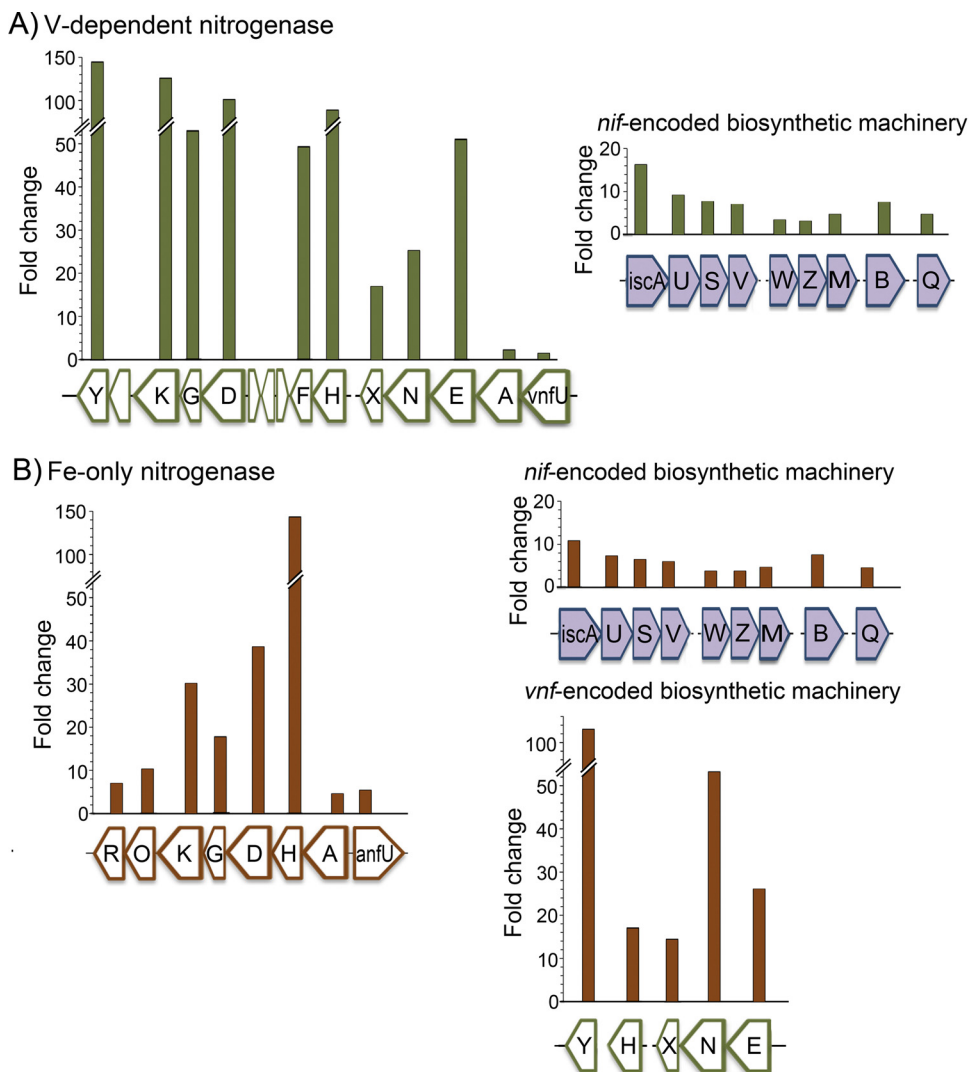 A) V-dependent nitrogenase
150
100
50
40
30
20
10
0
Fold change
Y K G D F H X N E A vnfU
nif-encoded biosynthetic machinery
20
10
0
Fold change
iscA U S V W Z M B Q
B) Fe-only nitrogenase
150
100
50
40
30
20
10
0
Fold change
R O K G D H A anfU
nif-encoded biosynthetic machinery
20
10
0
Fold change
iscA U S V W Z M B Q
vnf-encoded biosynthetic machinery
100
50
40
30
20
10
0
Fold change
Y H X N E